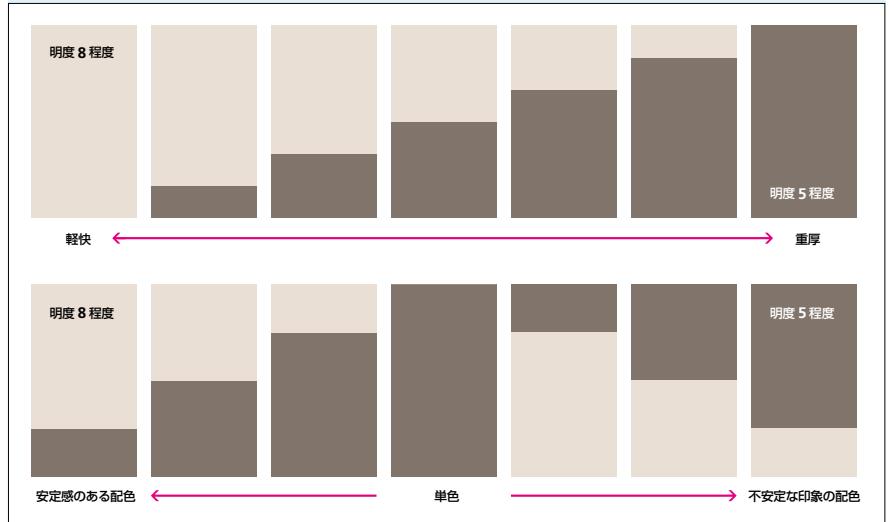 明度 8 程度
明度 5 程度
軽快
重厚
明度 8 程度
明度 5 程度
安定感のある配色
単色
不安定な印象の配色